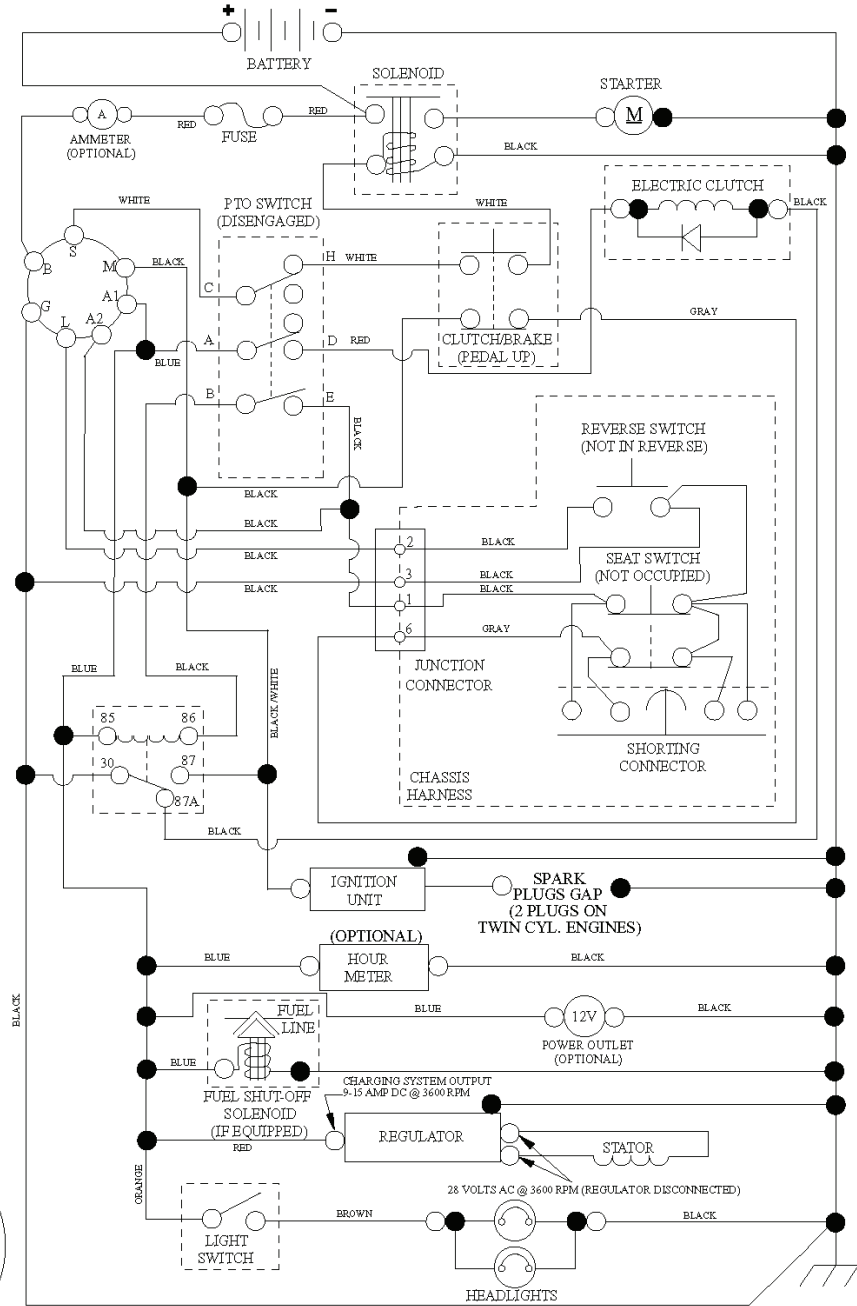 + −
BATTERY
SOLENOID
STARTER
A
AMMETER
(OPTIONAL)
RED
FUSE
RED
M
BLACK
WHITE
PTO SWITCH
(DISENGAGED)
WHITE
ELECTRIC CLUTCH
BLACK
S
B
M
BLACK
H
WHITE
G
A1
C
L
A2
BLUE
A
D
RED
CLUTCH/BRAKE
(PEDAL UP)
GRAY
B
E
BLACK
REVERSE SWITCH
(NOT IN REVERSE)
BLACK
BLACK
BLACK
2
BLACK
SEAT SWITCH
(NOT OCCUPIED)
BLACK
3
BLACK
BLACK
1
6
GRAY
JUNCTION
CONNECTOR
BLUE
BLACK
BLACK/WHITE
85
86
30
87
87A
SHORTING
CONNECTOR
CHASSIS
HARNESS
BLACK
IGNITION
UNIT
SPARK
PLUGS GAP
(2 PLUGS ON
TWIN CYL. ENGINES)
(OPTIONAL)
BLUE
HOUR
METER
BLACK
BLACK
FUEL
LINE
BLUE
12V
BLACK
POWER OUTLET
(OPTIONAL)
BLUE
FUEL SHUT-OFF
SOLENOID
(IF EQUIPPED)
CHARGING SYSTEM OUTPUT
9-15 AMP DC @ 3600 RPM
RED
REGULATOR
STATOR
28 VOLTS AC @ 3600 RPM (REGULATOR DISCONNECTED)
ORANGE
LIGHT
SWITCH
BROWN
BLACK
HEADLIGHTS